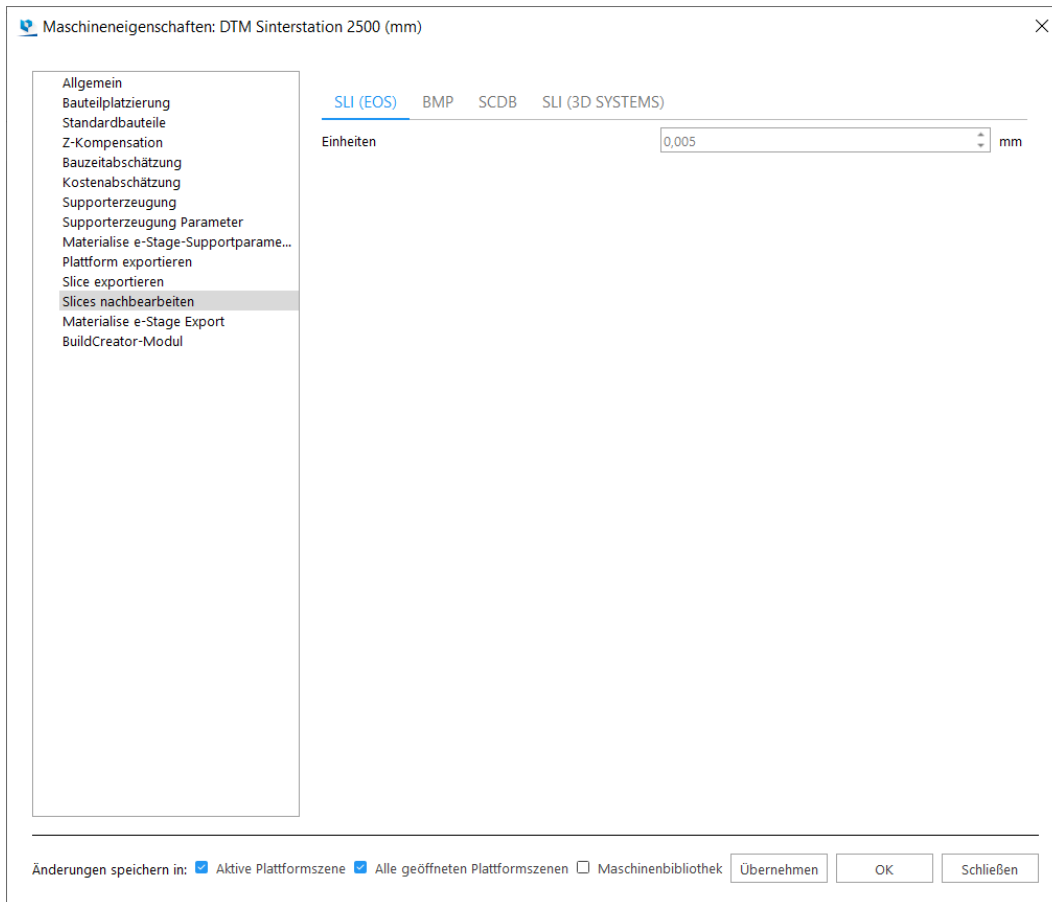 Maschineneigenschaften: DTM Sinterstation 2500 (mm)
Allgemein
Bauteilplatzierung
Standardbauteile
Z-Kompensation
Bauzeitabschätzung
Kostenabschätzung
Supporterzeugung
Supporterzeugung Parameter
Materialise e-Stage-Supportparame...
Plattform exportieren
Slice exportieren
Slices nachbearbeiten
Materialise e-Stage Export
BuildCreator-Modul
SLI (EOS) BMP SCDB SLI (3D SYSTEMS)
Einheiten 0,005 mm
Änderungen speichern in: Aktive Plattformszene Alle geöffneten Plattformszenen Maschinenbibliothek Übernehmen OK Schließen